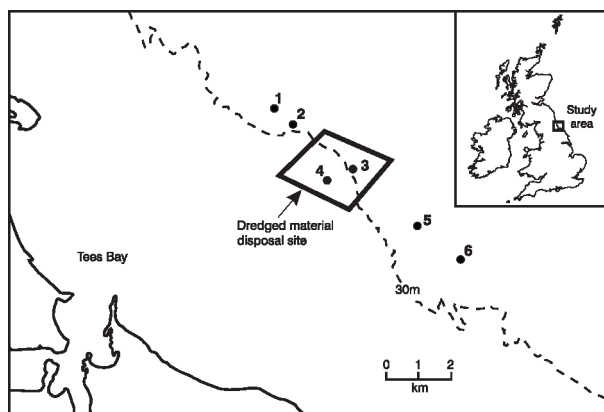 Study
area
1
2
3
4
Dredged material
disposal site
5
6
Tees Bay
30m
0 1 2
km